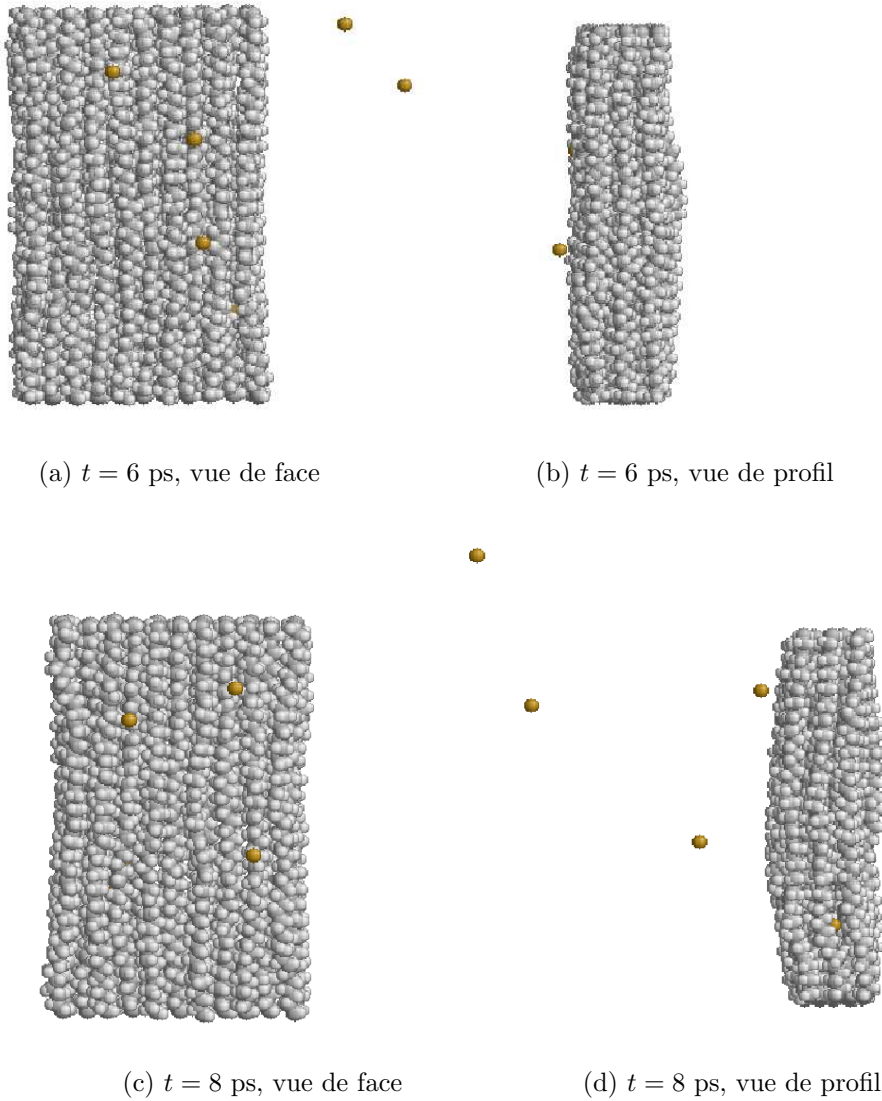 (a) t = 6 ps, vue de face
(b) t = 6 ps, vue de profil
(c) t = 8 ps, vue de face
(d) t = 8 ps, vue de profil